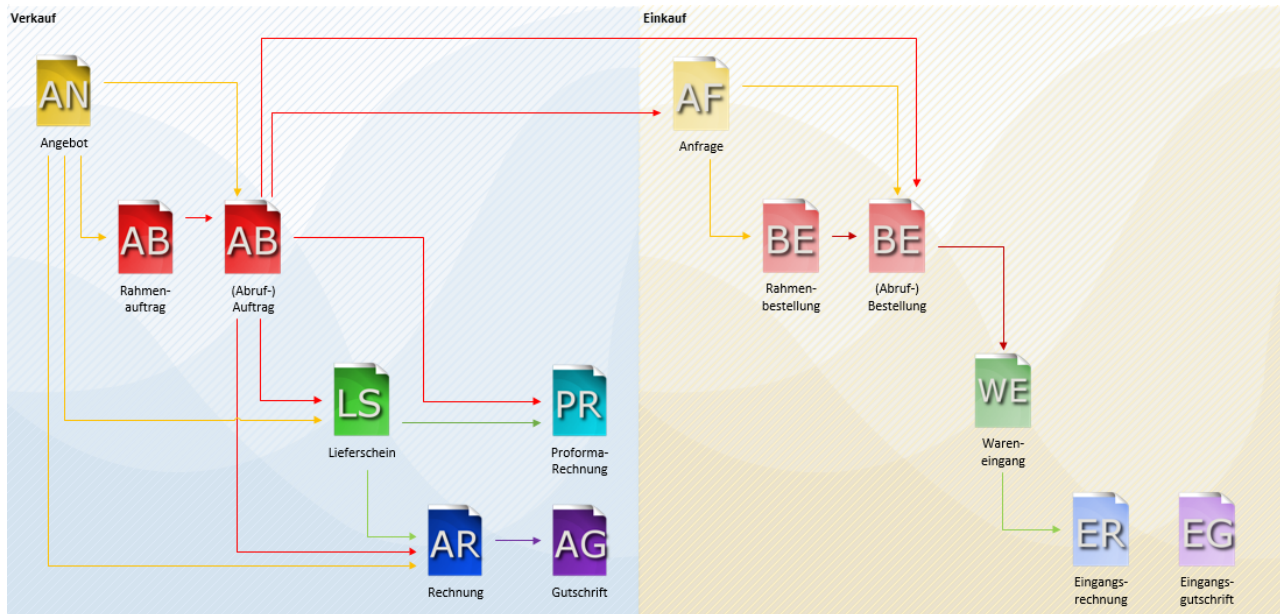 Verkauf
Einkauf
AN
Angebot
AF
Anfrage
AB
Rahmen-
auftrag
AB
(Abruf-)
Auftrag
BE
Rahmen-
bestellung
BE
(Abruf-)
Bestellung
LS
Lieferschein
PR
Proforma-
Rechnung
WE
Waren-
eingang
AR
Rechnung
AG
Gutschrift
ER
Eingangs-
rechnung
EG
Eingangs-
gutschrift